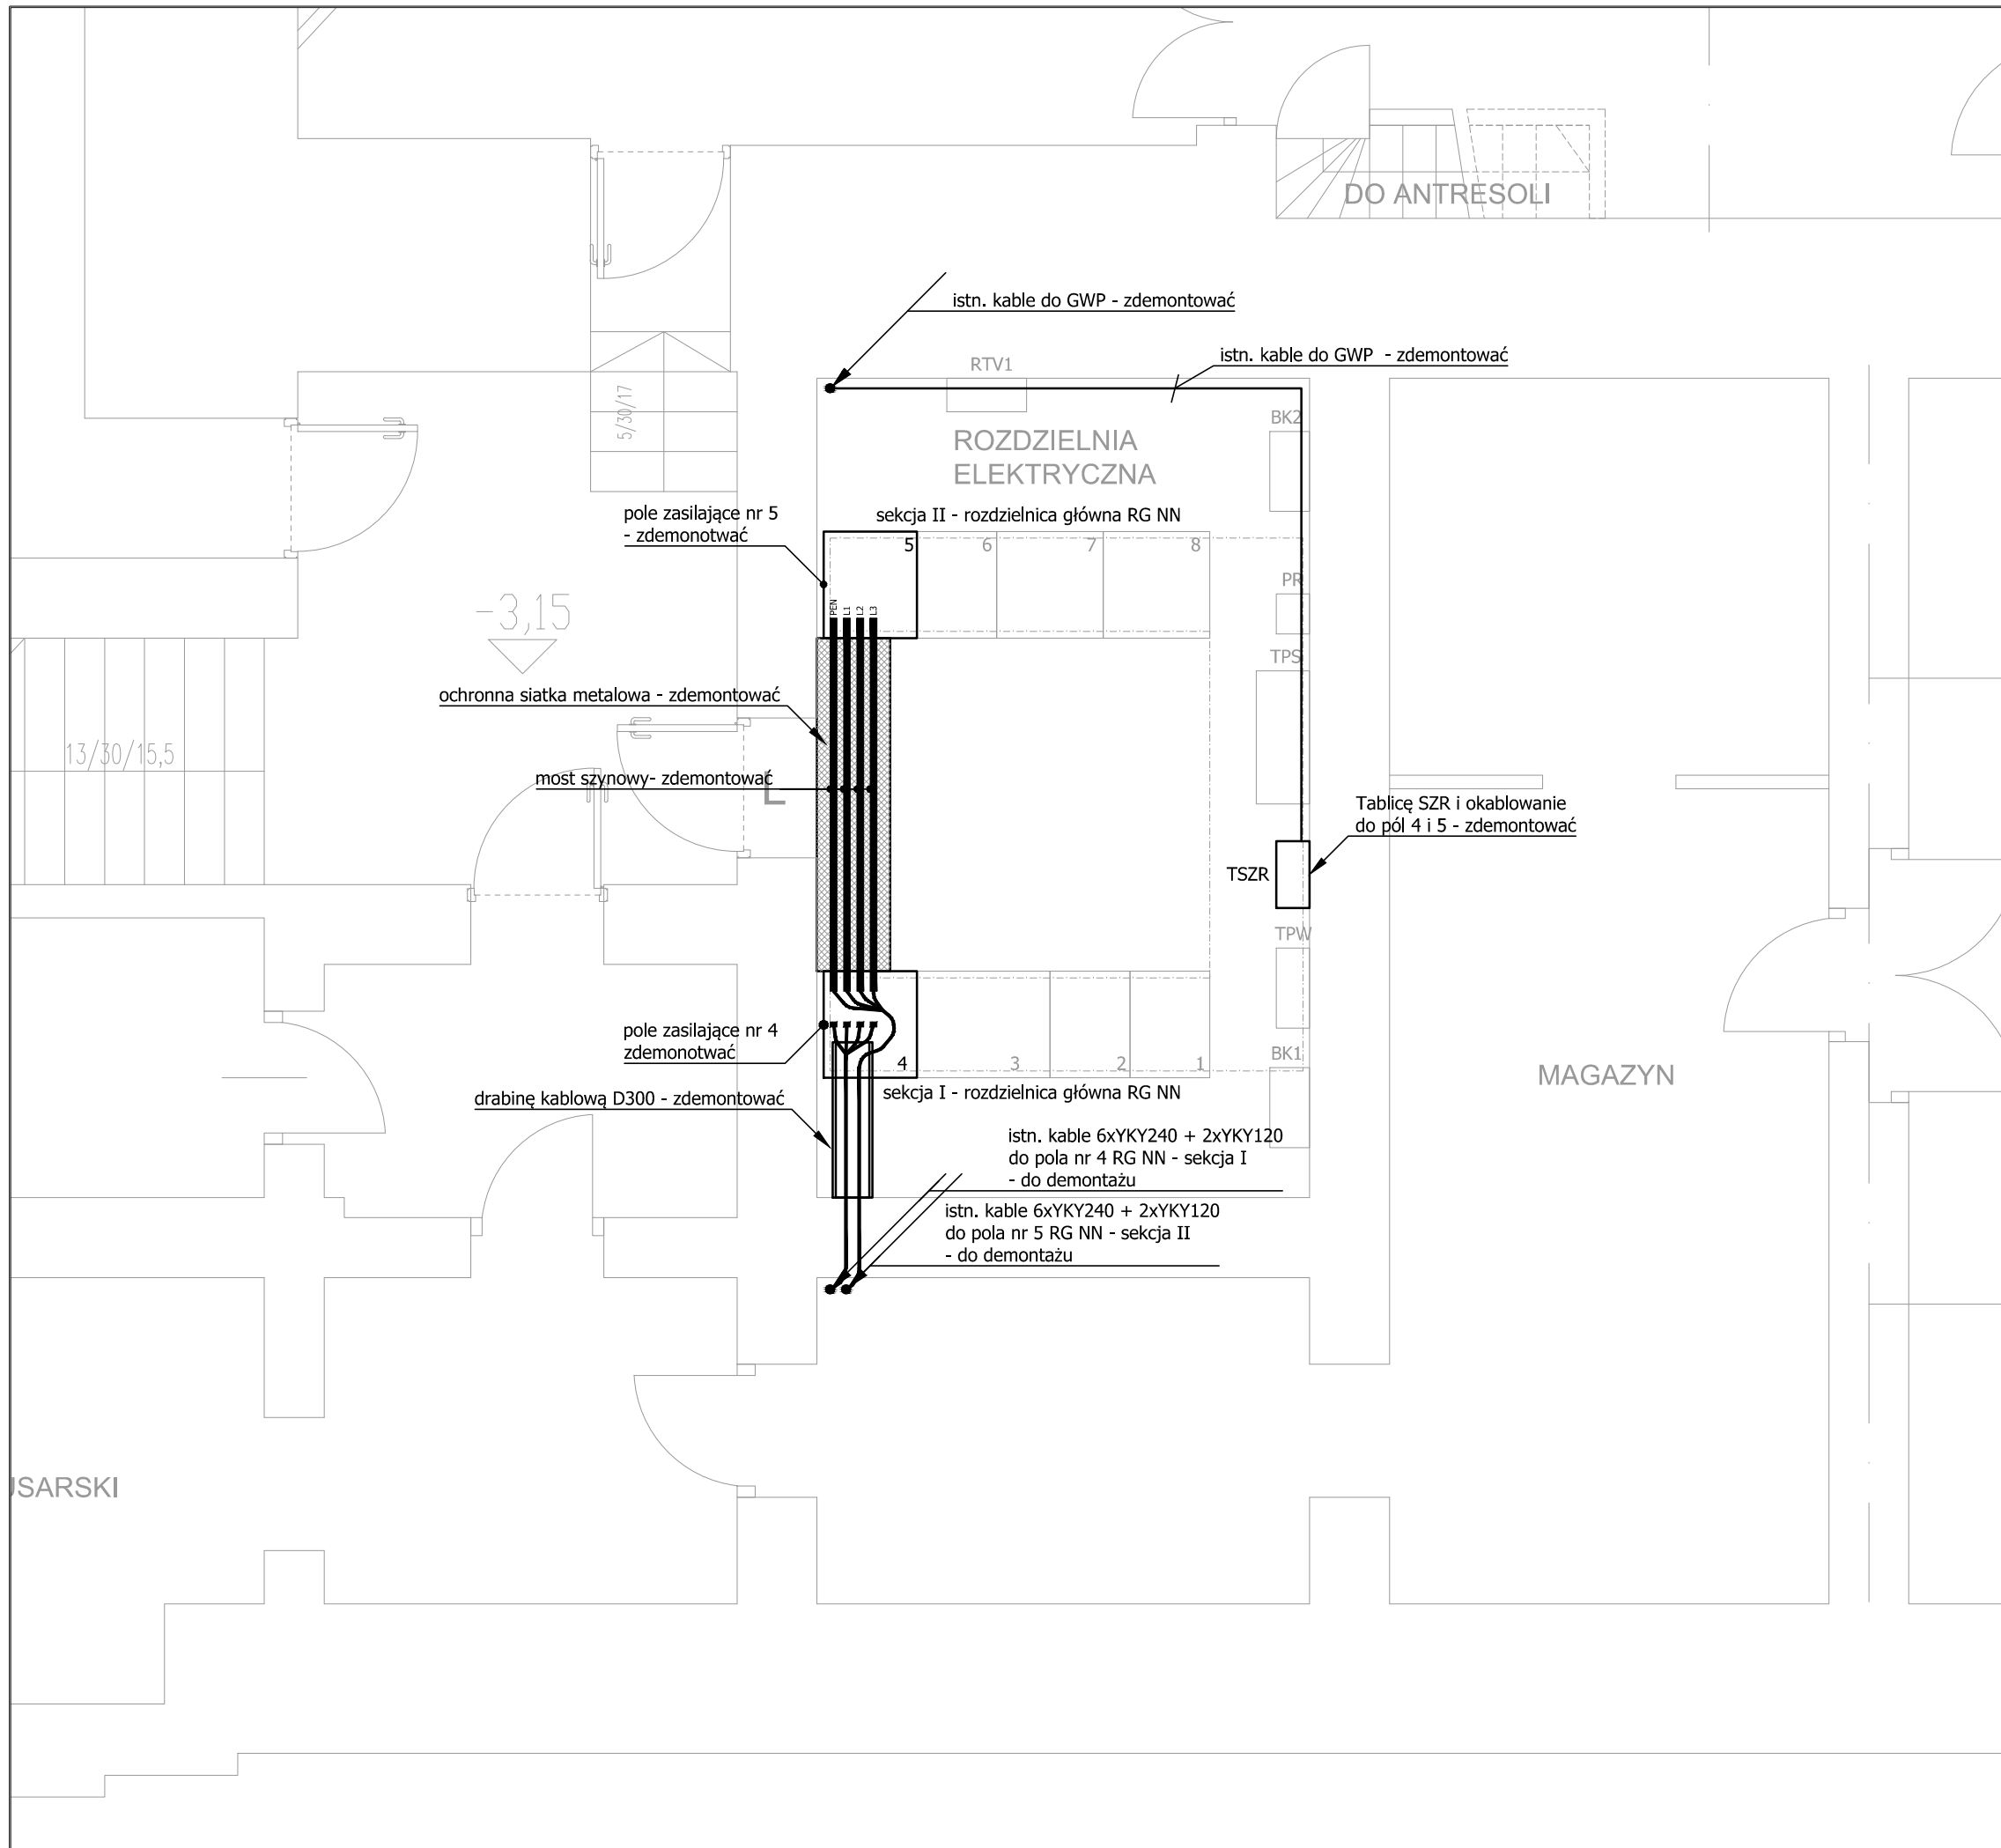 DO ANTRESOLI
istn. kable do GWP - zdemontować
istn. kable do GWP  - zdemontować
RTV1
5/30/17
BK2
ROZDZIELNIA
ELEKTRYCZNA
pole zasilające nr 5
- zdemonotwać
sekcja II - rozdzielnica główna RG NN
5
6
7
8
PR
-3,15
PEN
L1
L2
L3
TPS
ochronna siatka metalowa - zdemontować
13/30/15,5
most szynowy- zdemontować
L
Tablicę SZR i okablowanie
do pól 4 i 5 - zdemontować
TSZR
TPW
pole zasilające nr 4
zdemonotwać
4
3
2
1
BK1
MAGAZYN
drabinę kablową D300 - zdemontować
sekcja I - rozdzielnica główna RG NN
istn. kable 6xYKY240 + 2xYKY120
do pola nr 4 RG NN - sekcja I
- do demontażu
istn. kable 6xYKY240 + 2xYKY120
do pola nr 5 RG NN - sekcja II
- do demontażu
USARSKI